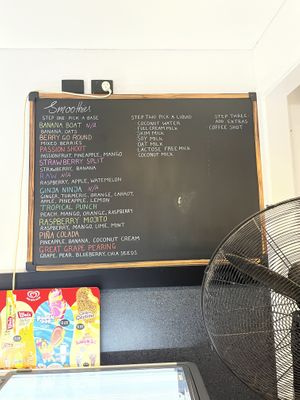 Smoothies
STEP ONE PICK A BASE
BANANA BOAT N/A
BANANA, OATS
BERRY GO ROUND
MIXED BERRIES
PASSION SHOT
PASSIONFRUIT, PINEAPPLE, MANGO
STRAWBERRY SPLIT
STRAWBERRY, BANANA
RAW N/A
RASPBERRY, APPLE, WATERMELON
GINJA NINJA N/A
GINGER, TURMERIC, ORANGE, CARROT,
APPLE, PINEAPPLE, LEMON
TROPICAL PUNCH
PEACH, MANGO, ORANGE, RASPBERRY
RASPBERRY MOJITO
RASPBERRY, MANGO, LIME, MINT
PIÑA COLADA
PINEAPPLE, BANANA, COCONUT CREAM
GREAT GRAPE PEARING
GRAPE, PEAR, BLUEBERRY, CHIA SEEDS
STEP TWO PICK A LIQUID
COCONUT WATER
FULL CREAM MILK
SKIM MILK
SOY MILK
OAT MILK
LACTOSE FREE MILK
COCONUT MILK
STEP THREE
ADD EXTRAS
COFFEE SHOT